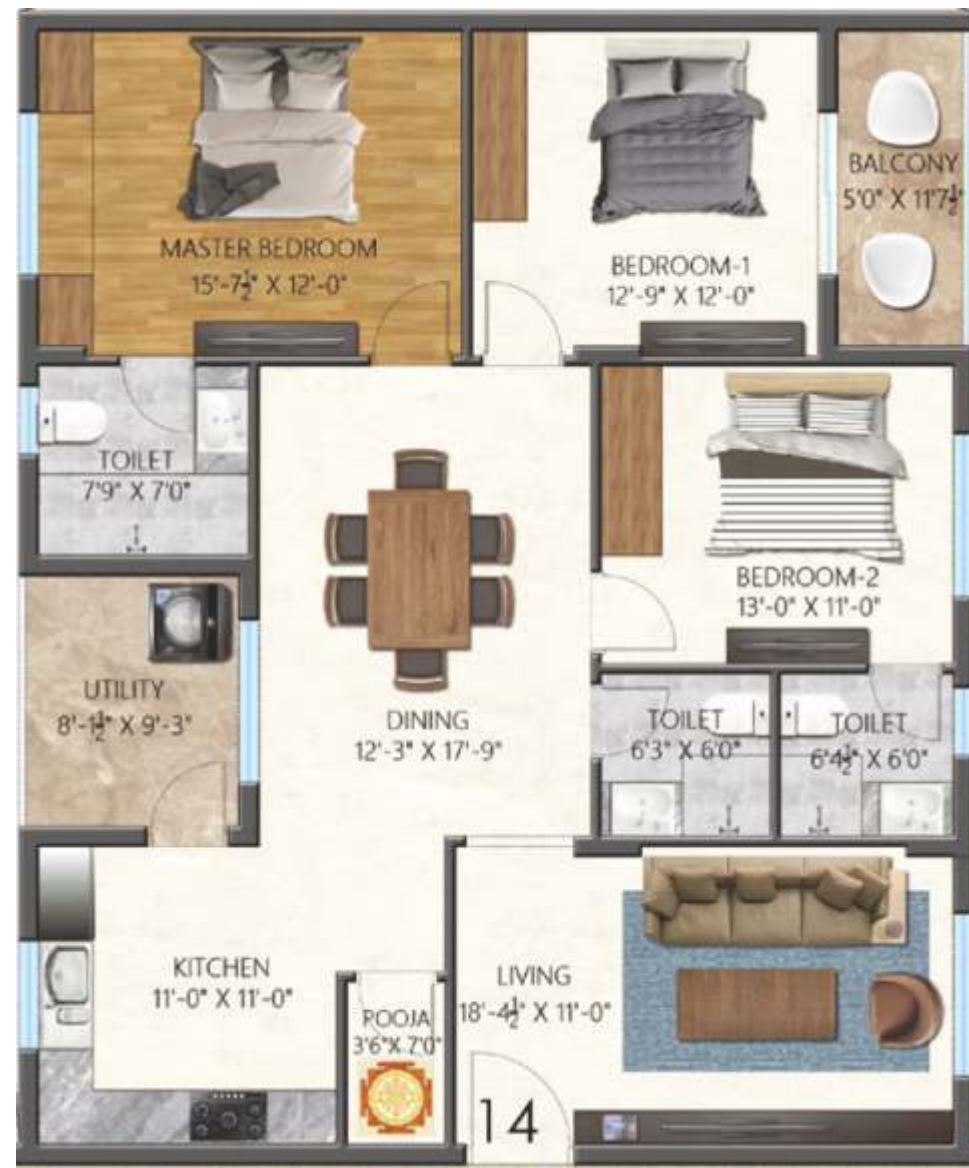 MASTER BEDROOM
15'-7½" X 12'-0"
BEDROOM-1
12'-9" X 12'-0"
BALCONY
5'0" X 11'7½"
TOILET
7'9" X 7'0"
BEDROOM-2
13'-0" X 11'-0"
UTILITY
8'-1½" X 9'-3"
DINING
12'-3" X 17'-9"
TOILET
6'3" X 6'0"
TOILET
6'4½" X 6'0"
KITCHEN
11'-0" X 11'-0"
POOJA
3'6"X 7'0"
LIVING
18'-4½" X 11'-0"
14